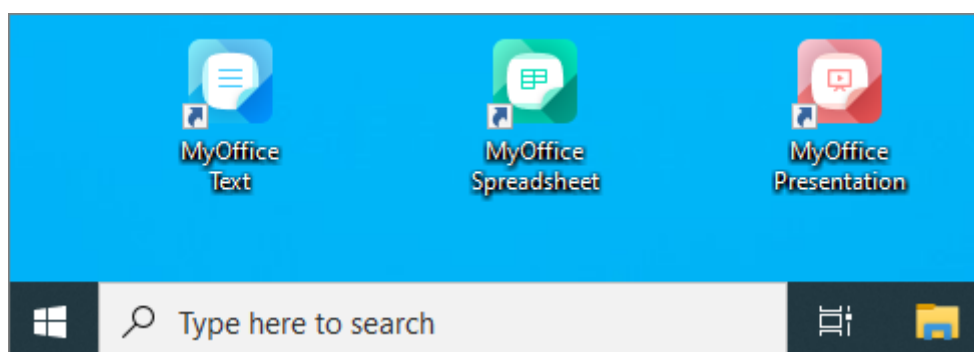 MyOffice
Text
MyOffice
Spreadsheet
MyOffice
Presentation
Type here to search